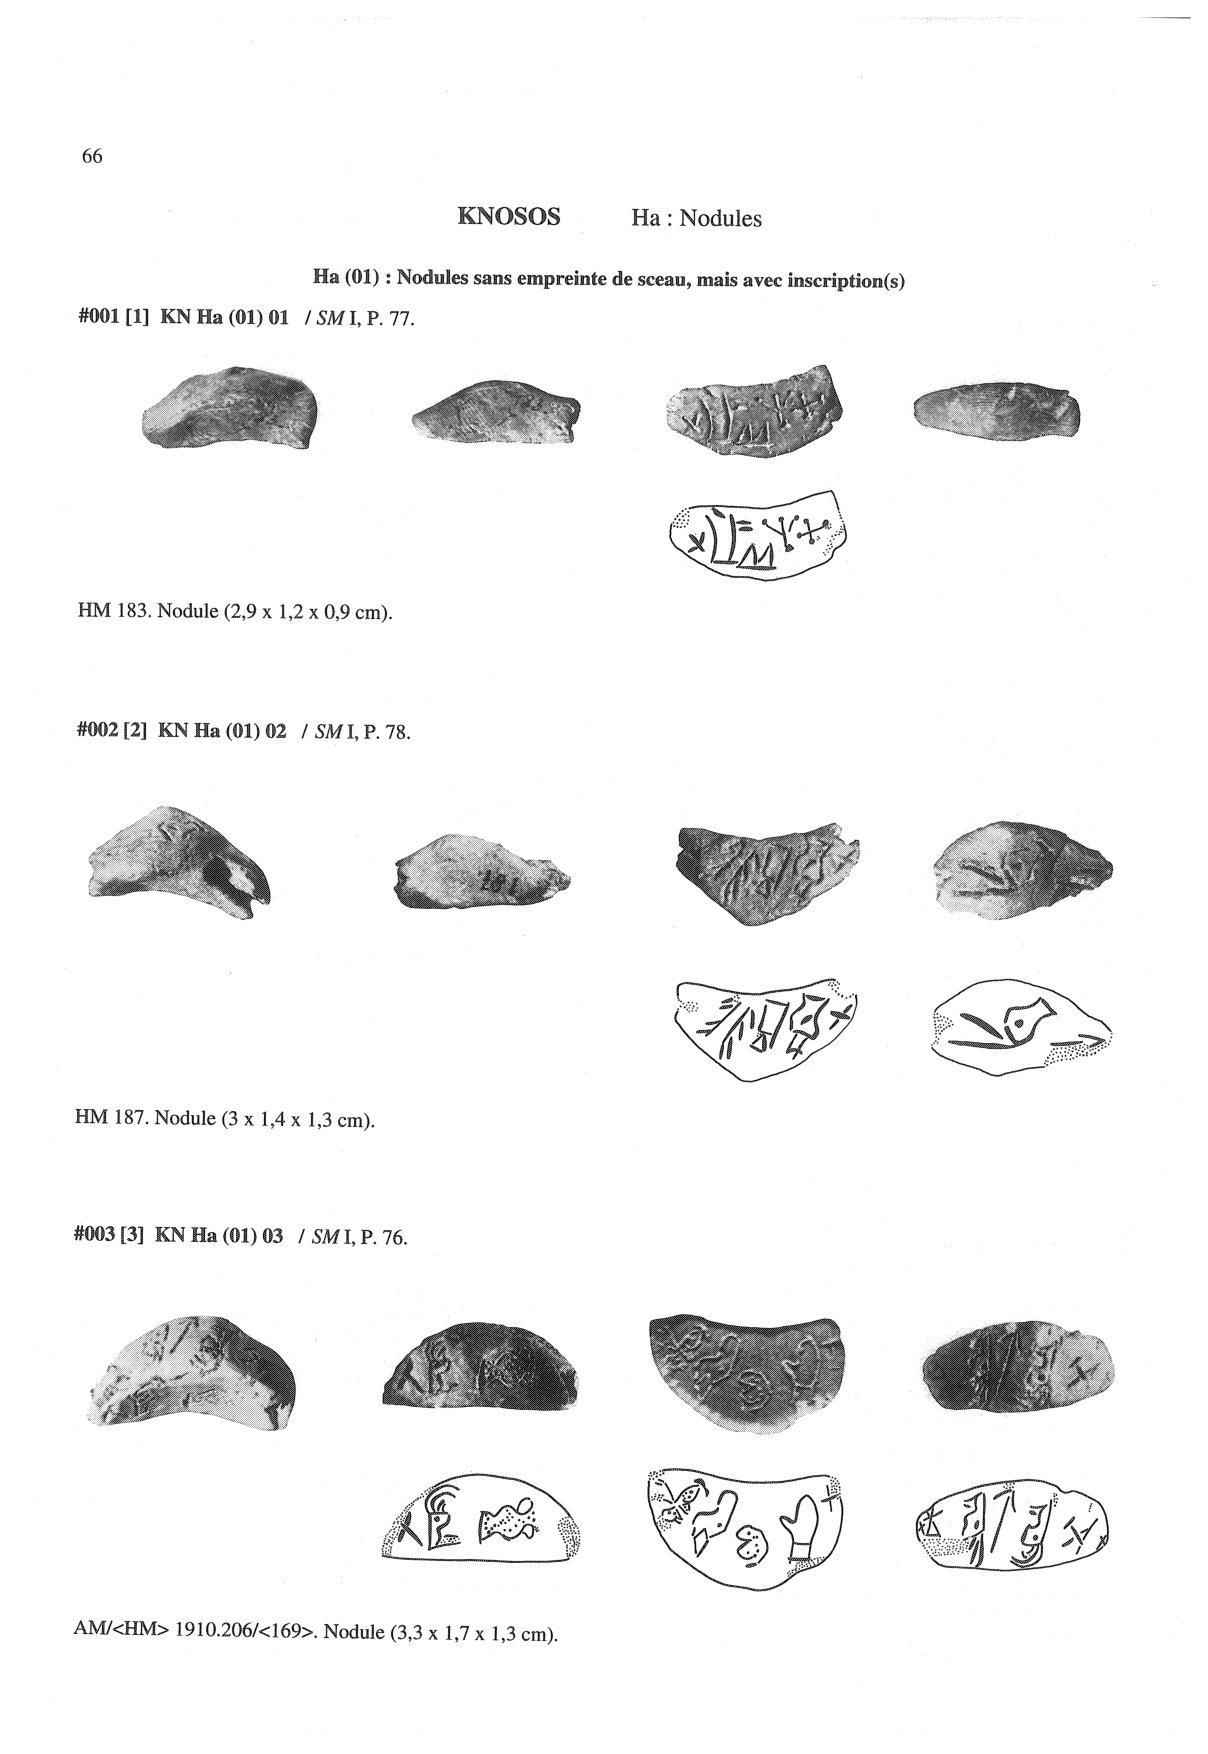 66
KNOSOS Ha : Nodules
Ha (01) : Nodules sans empreinte de sceau, mais avec inscription(s)
#001 [1] KN Ha (01) 01 / SM I, P. 77.
HM 183. Nodule (2,9 x 1,2 x 0,9 cm).
#002 [2] KN Ha (01) 02 / SM I, P. 78.
HM 187. Nodule (3 x 1,4 x 1,3 cm).
#003 [3] KN Ha (01) 03 / SM I, P. 76.
AM/<HM> 1910.206/<169>. Nodule (3,3 x 1,7 x 1,3 cm).